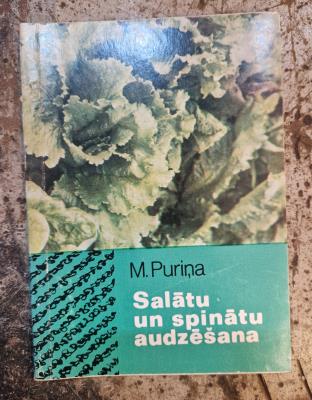 M. Puriņa
Salātu
un spinātu
audzēšana